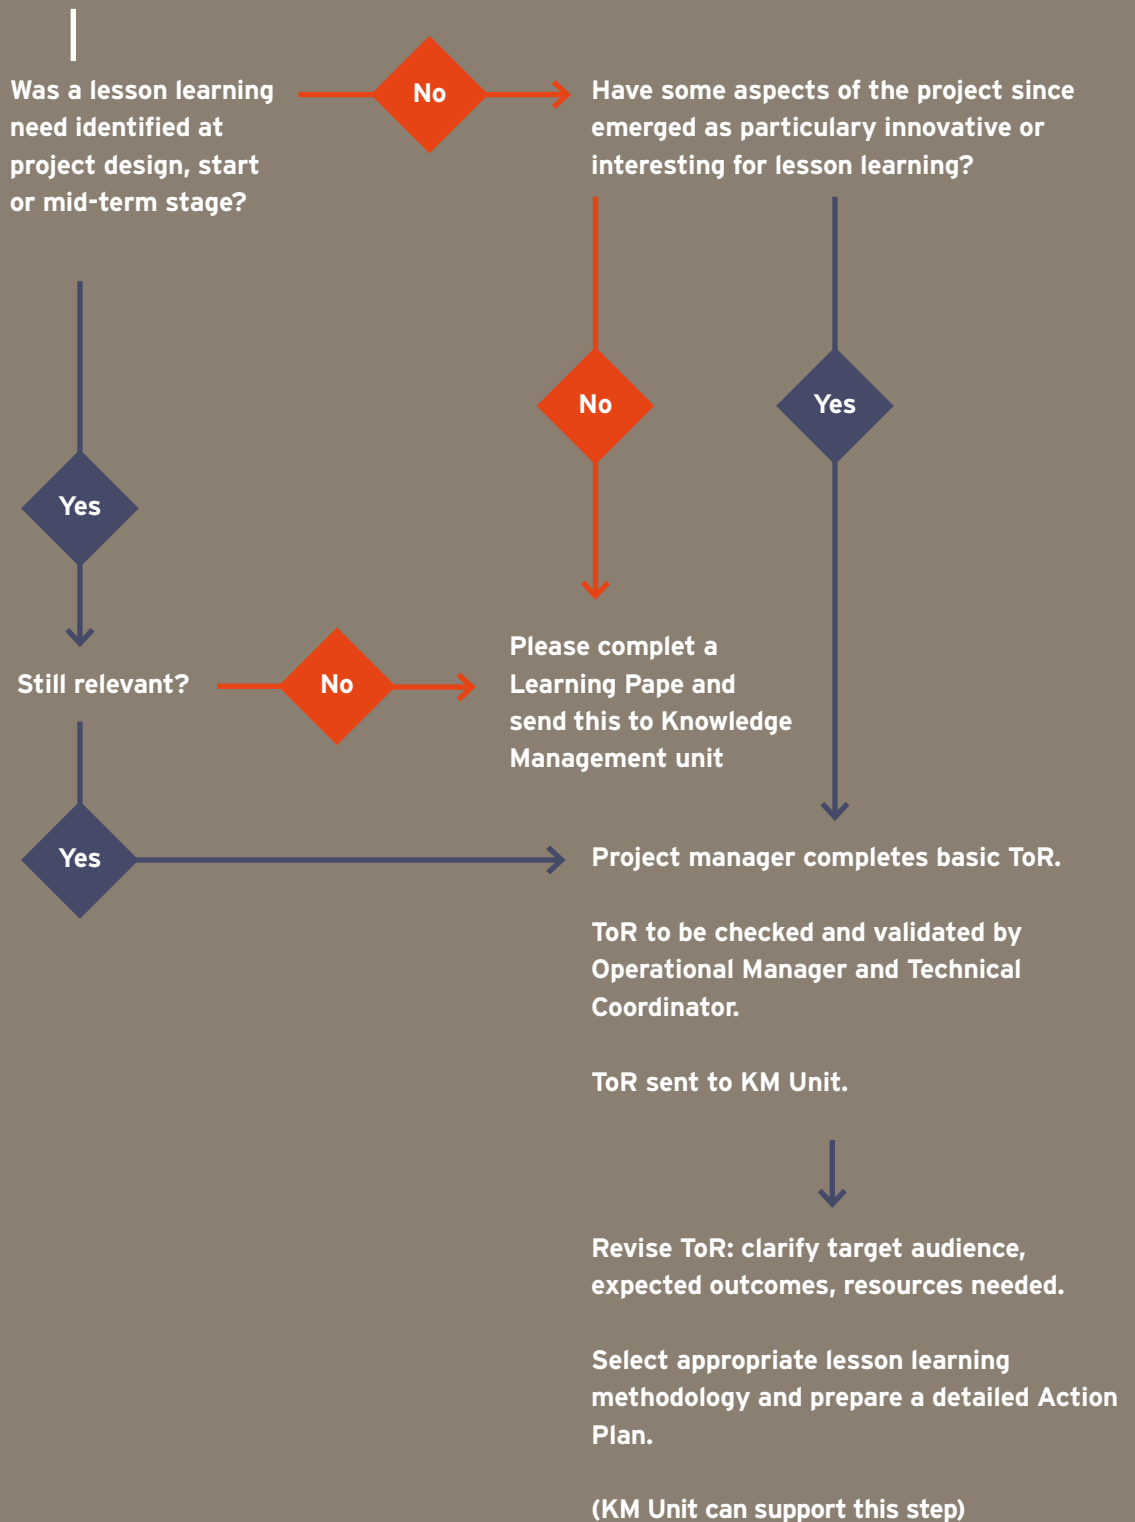 Was a lesson learning
need identified at
project design, start
or mid-term stage?
No
Have some aspects of the project since
emerged as particulary innovative or
interesting for lesson learning?
No
Yes
Yes
Still relevant?
No
Please complet a
Learning Pape and
send this to Knowledge
Management unit
Yes
Project manager completes basic ToR.
ToR to be checked and validated by
Operational Manager and Technical
Coordinator.
ToR sent to KM Unit.
Revise ToR: clarify target audience,
expected outcomes, resources needed.
Select appropriate lesson learning
methodology and prepare a detailed Action
Plan.
(KM Unit can support this step)